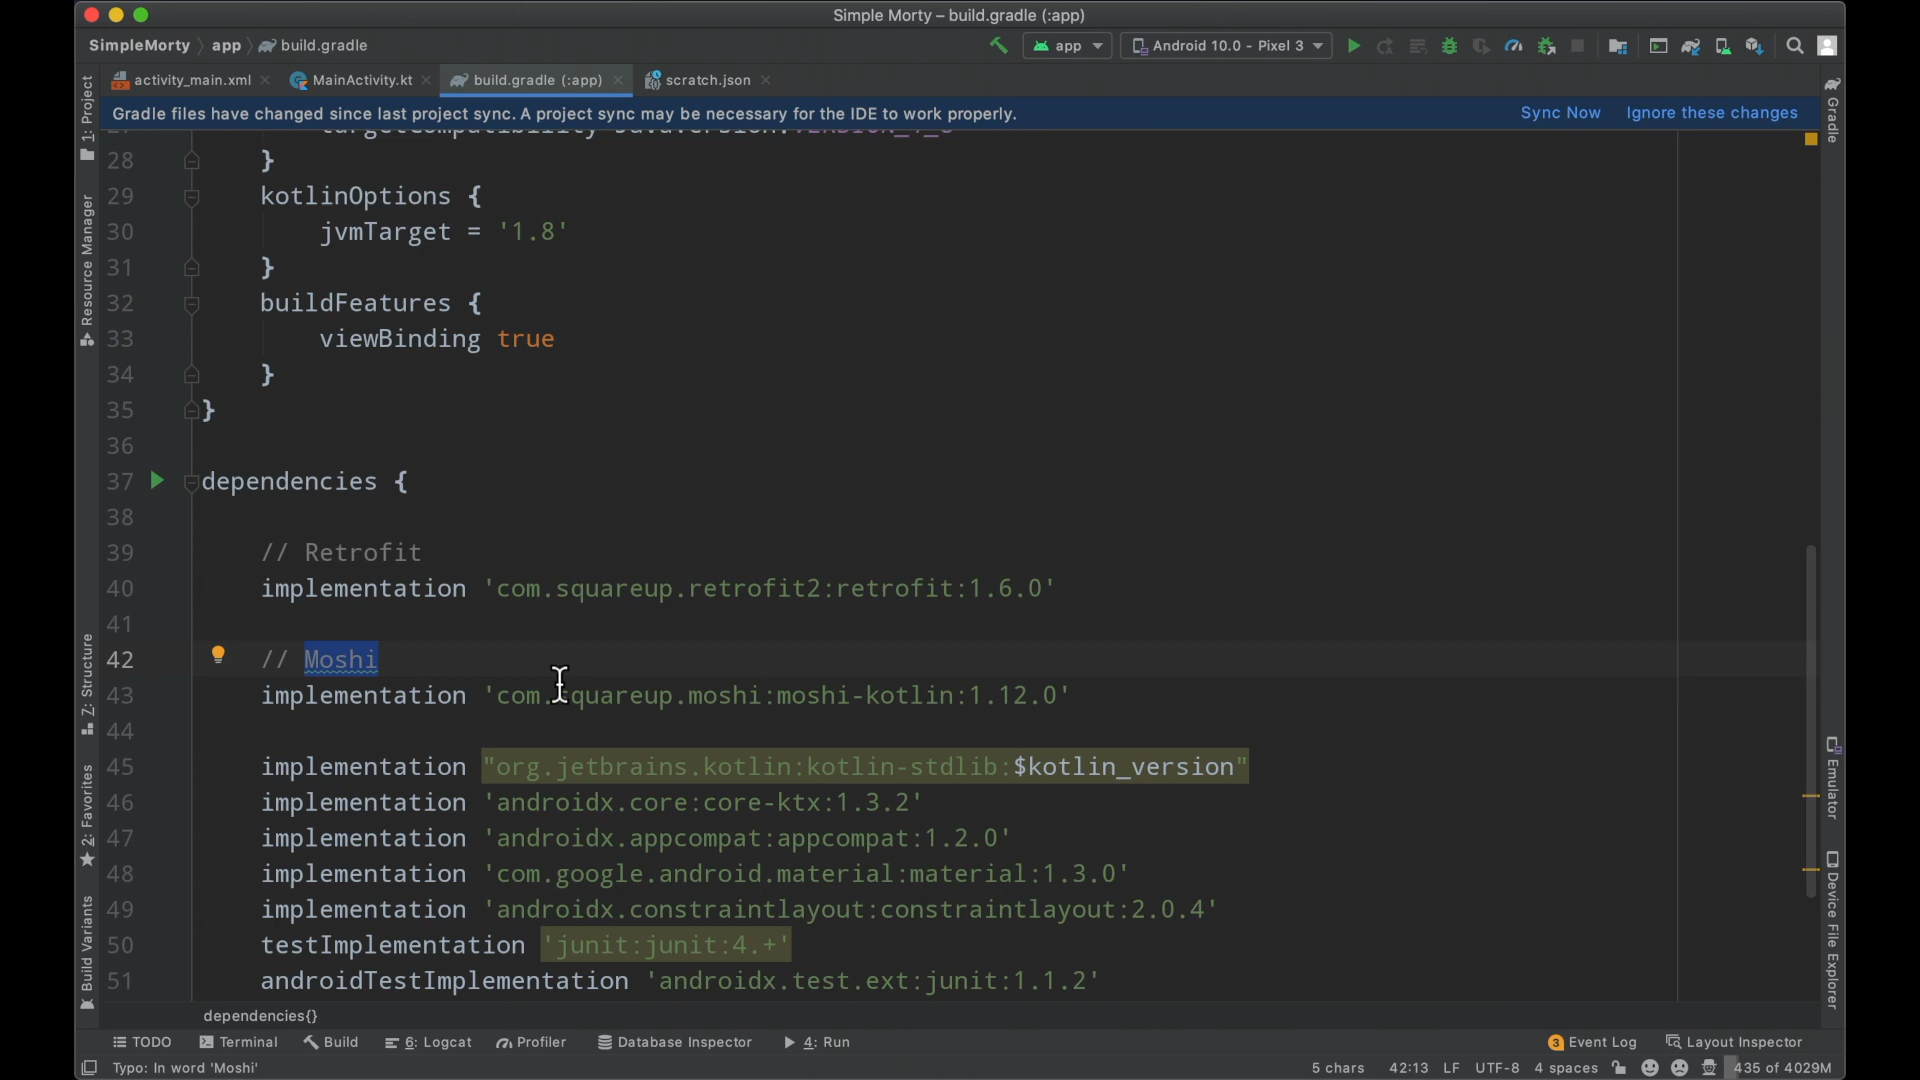 Simple Morty – build.gradle (:app)
SimpleMorty app build.gradle
app Android 10.0 - Pixel 3
activity_main.xml MainActivity.kt build.gradle (:app) scratch.json
Gradle files have changed since last project sync. A project sync may be necessary for the IDE to work properly. Sync Now Ignore these changes
28 }
29 kotlinOptions {
30 jvmTarget = '1.8'
31 }
32 buildFeatures {
33 viewBinding true
34 }
35 }
36
37 dependencies {
38
39 // Retrofit
40 implementation 'com.squareup.retrofit2:retrofit:1.6.0'
41
42 // Moshi
43 implementation 'com.squareup.moshi:moshi-kotlin:1.12.0'
44
45 implementation "org.jetbrains.kotlin:kotlin-stdlib:$kotlin_version"
46 implementation 'androidx.core:core-ktx:1.3.2'
47 implementation 'androidx.appcompat:appcompat:1.2.0'
48 implementation 'com.google.android.material:material:1.3.0'
49 implementation 'androidx.constraintlayout:constraintlayout:2.0.4'
50 testImplementation 'junit:junit:4.+'
51 androidTestImplementation 'androidx.test.ext:junit:1.1.2'
dependencies{}
1: Project
Resource Manager
Z: Structure
2: Favorites
Build Variants
Gradle
Emulator
Device File Explorer
TODO Terminal Build 6: Logcat Profiler Database Inspector 4: Run 3 Event Log Layout Inspector
Typo: In word 'Moshi' 5 chars 42:13 LF UTF-8 4 spaces 435 of 4029M